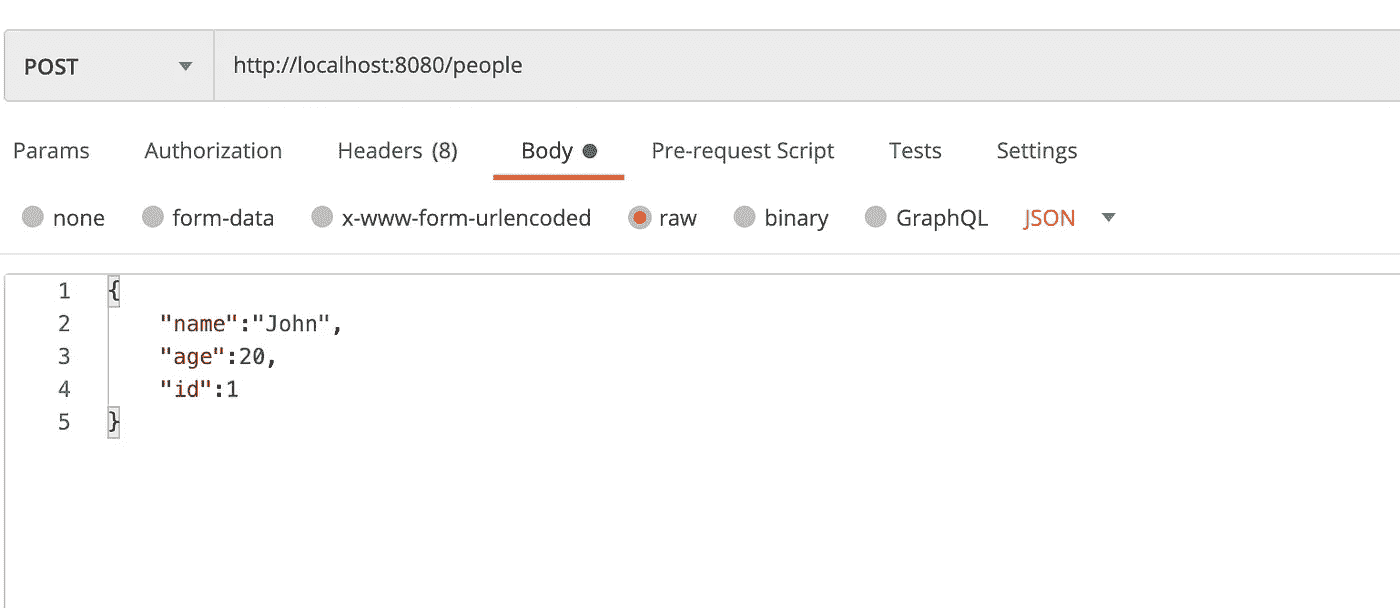 POST http://localhost:8080/people
Params Authorization Headers (8) Body Pre-request Script Tests Settings
none form-data x-www-form-urlencoded raw binary GraphQL JSON
1 {
2 "name":"John",
3 "age":20,
4 "id":1
5 }